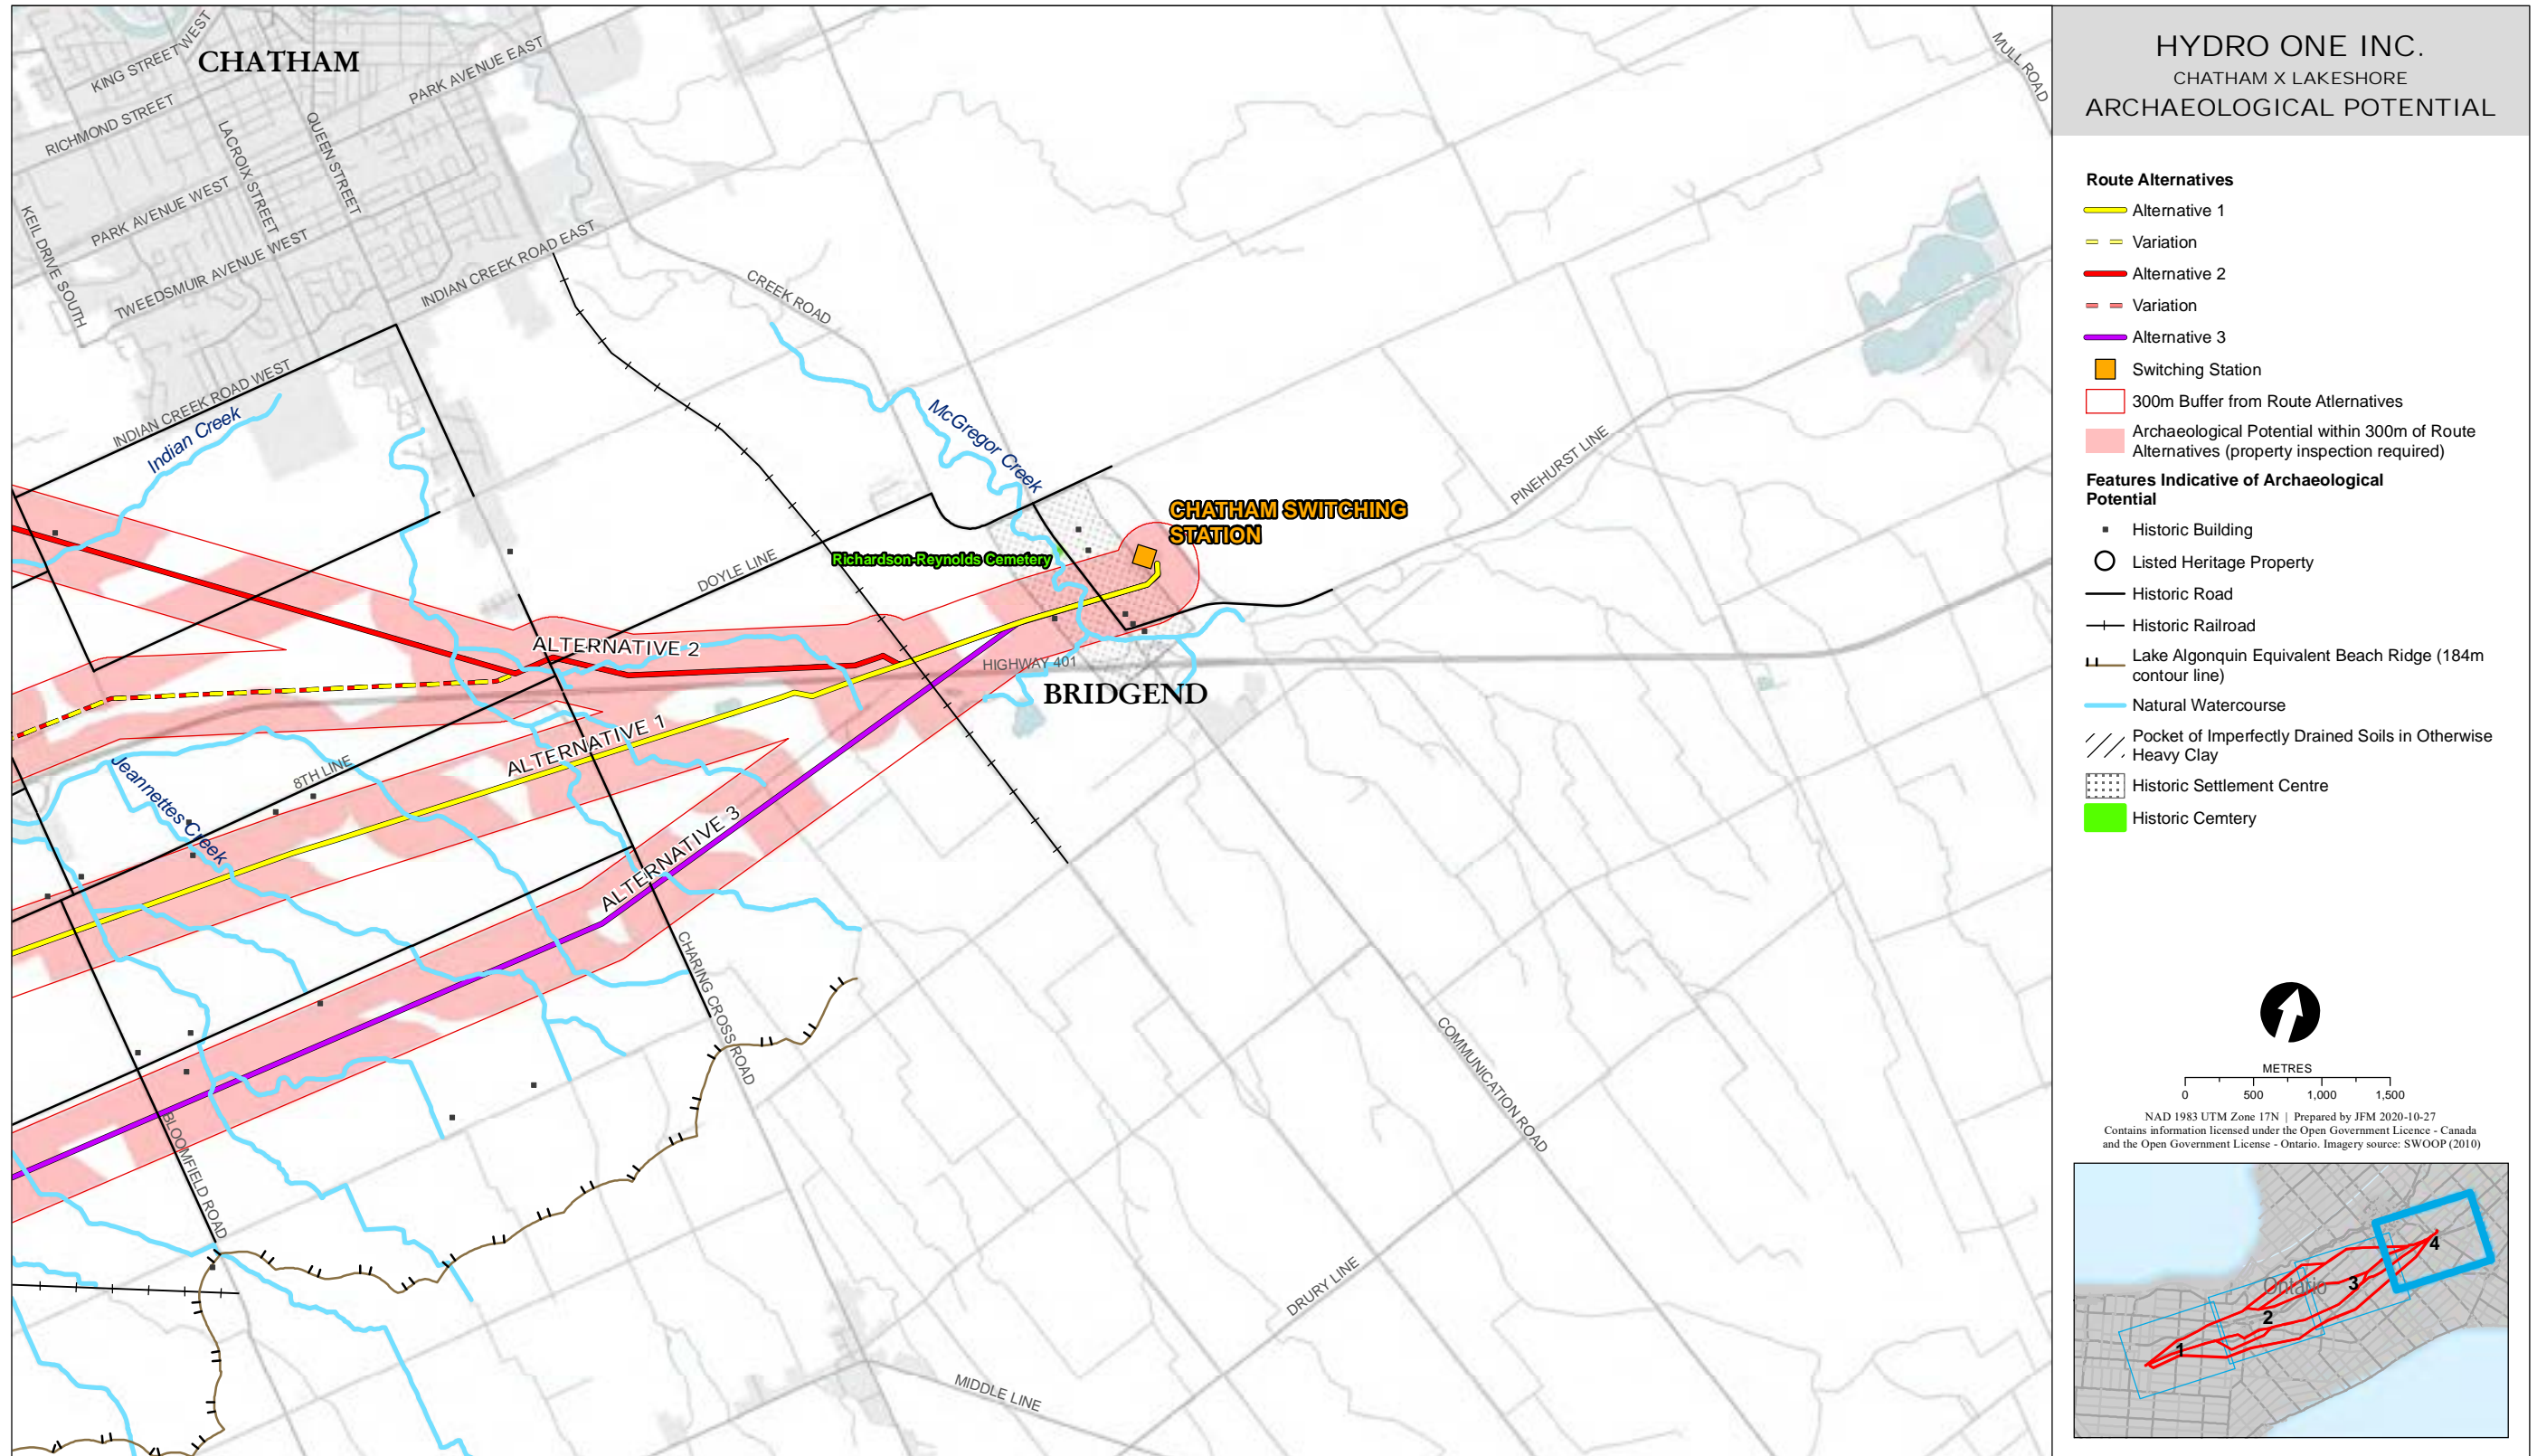 CHATHAM
KING STREET WEST
RICHMOND STREET
PARK AVENUE EAST
LACROIX STREET
QUEEN STREET
PARK AVENUE WEST
KEIL DRIVE SOUTH
TWEEDSMUIR AVENUE WEST
INDIAN CREEK ROAD EAST
INDIAN CREEK ROAD WEST
Indian Creek
CREEK ROAD
McGregor Creek
MULL ROAD
PINEHURST LINE
CHATHAM SWITCHING
STATION
Richardson-Reynolds Cemetery
DOYLE LINE
ALTERNATIVE 2
HIGHWAY 401
BRIDGEND
ALTERNATIVE 1
8TH LINE
Jeannettes Creek
ALTERNATIVE 3
CHARING CROSS ROAD
BLOOMFIELD ROAD
COMMUNICATION ROAD
DRURY LINE
MIDDLE LINE
HYDRO ONE INC.
CHATHAM X LAKESHORE
ARCHAEOLOGICAL POTENTIAL
Route Alternatives
Alternative 1
Variation
Alternative 2
Variation
Alternative 3
Switching Station
300m Buffer from Route Atlernatives
Archaeological Potential within 300m of Route
Alternatives (property inspection required)
Features Indicative of Archaeological
Potential
Historic Building
Listed Heritage Property
Historic Road
Historic Railroad
Lake Algonquin Equivalent Beach Ridge (184m
contour line)
Natural Watercourse
Pocket of Imperfectly Drained Soils in Otherwise
Heavy Clay
Historic Settlement Centre
Historic Cemtery
METRES
0 500 1,000 1,500
NAD 1983 UTM Zone 17N | Prepared by JFM 2020-10-27
Contains information licensed under the Open Government Licence - Canada
and the Open Government License - Ontario. Imagery source: SWOOP (2010)
4
Ontario
3
2
1